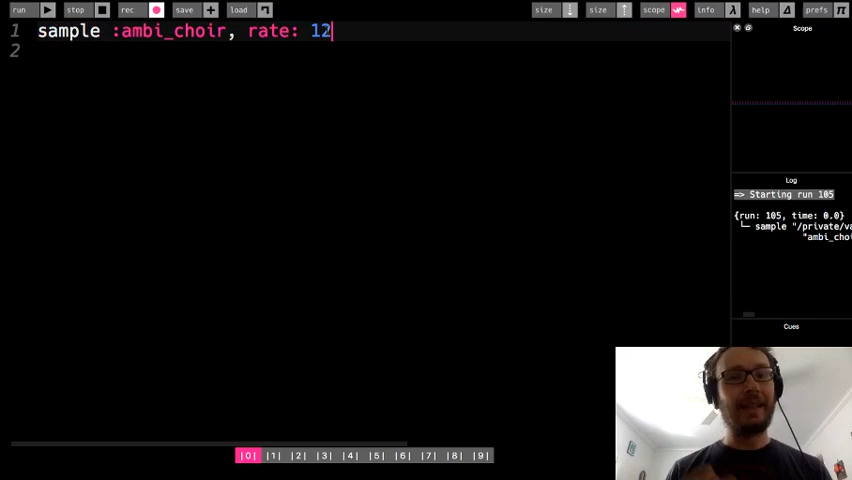 run stop rec save load size size scope info help prefs
1 sample :ambi_choir, rate: 12
2
Scope
Log
=> Starting run 105
{run: 105, time: 0.0}
└─ sample "/private/va
"ambi_choi
Cues
|0| |1| |2| |3| |4| |5| |6| |7| |8| |9|